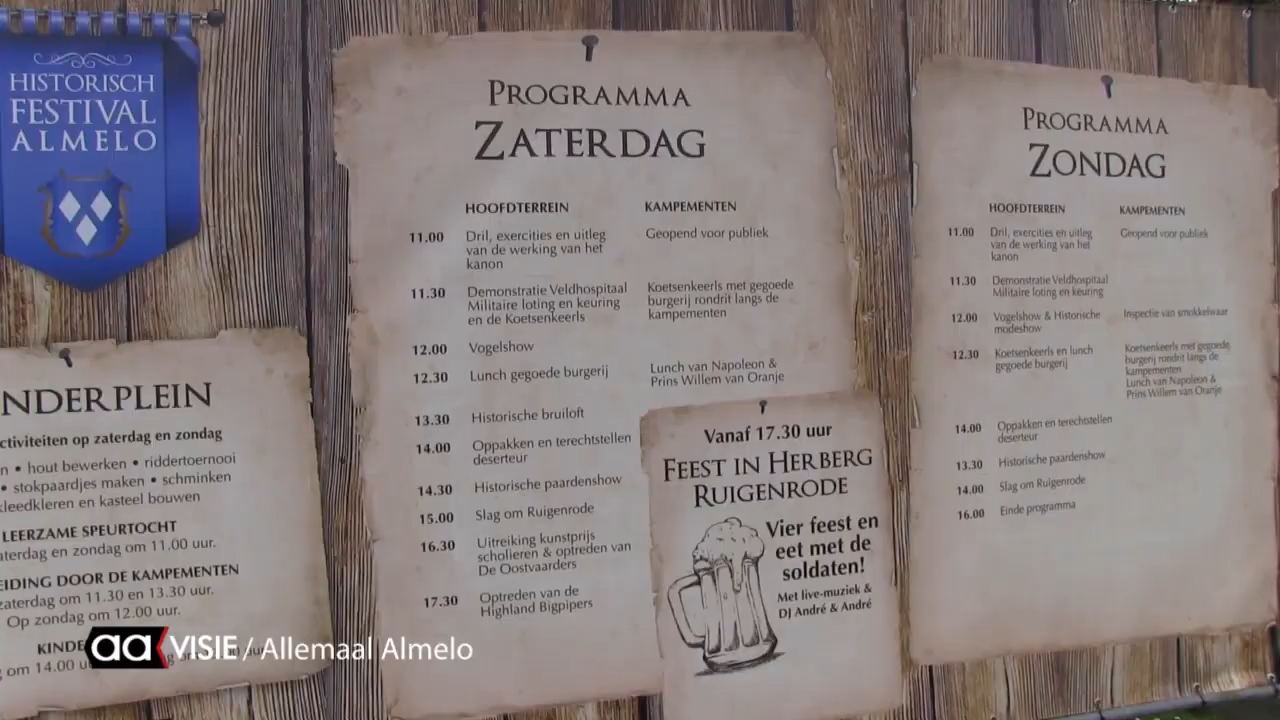 HISTORISCH
FESTIVAL
ALMELO
NDERPLEIN
ctiviteiten op zaterdag en zondag
• hout bewerken • riddertoernooi
• stokpaardjes maken • schminken
kleedkleren en kasteel bouwen
LEERZAME SPEURTOCHT
aterdag en zondag om 11.00 uur.
EIDING DOOR DE KAMPEMENTEN
zaterdag om 11.30 en 13.30 uur.
Op zondag om 12.00 uur.
KINDE
om 14.00 u
PROGRAMMA
ZATERDAG
HOOFDTERREIN KAMPEMENTEN
11.00 Dril, exercities en uitleg Geopend voor publiek
van de werking van het
kanon
11.30 Demonstratie Veldhospitaal Koetsenkeerls met gegoede
Militaire loting en keuring burgerij rondrit langs de
en de Koetsenkeerls kampementen
12.00 Vogelshow
12.30 Lunch gegoede burgerij Lunch van Napoleon &
Prins Willem van Oranje
13.30 Historische bruiloft
14.00 Oppakken en terechtstellen
deserteur
14.30 Historische paardenshow
15.00 Slag om Ruigenrode
16.30 Uitreiking kunstprijs
scholieren & optreden van
De Oostvaarders
17.30 Optreden van de
Highland Bigpipers
Vanaf 17.30 uur
FEEST IN HERBERG
RUIGENRODE
Vier feest en
eet met de
soldaten!
Met live-muziek &
DJ André & André
PROGRAMMA
ZONDAG
HOOFDTERREIN KAMPEMENTEN
11.00 Dril, exercities en uitleg Geopend voor publiek
van de werking van het
kanon
11.30 Demonstratie Veldhospitaal
Militaire loting en keuring
12.00 Vogelshow & Historische Inspectie van smokkelwaar
modeshow
12.30 Koetsenkeerls en lunch Koetsenkeerls met gegoede
gegoede burgerij burgerij rondrit langs de
kampementen
Lunch van Napoleon &
Prins Willem van Oranje
14.00 Oppakken en terechtstellen
deserteur
13.30 Historische paardenshow
14.00 Slag om Ruigenrode
16.00 Einde programma
aa VISIE / Allemaal Almelo